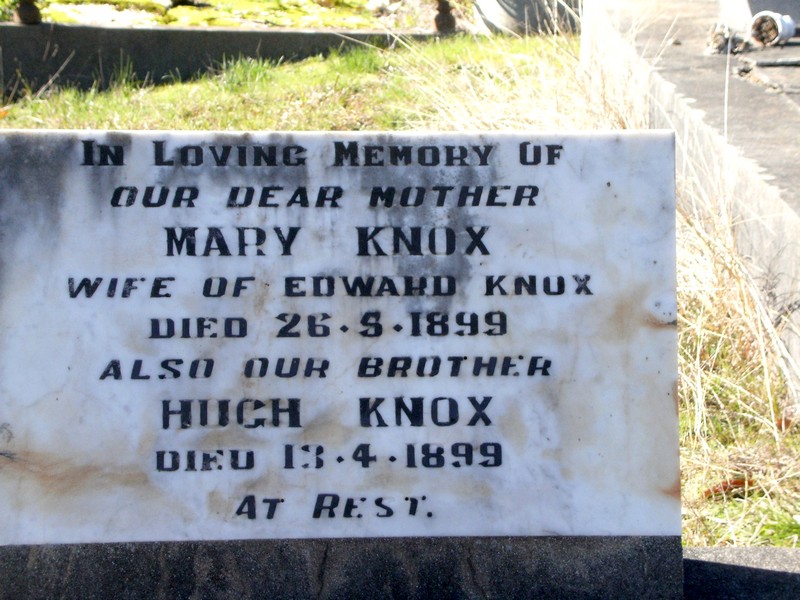 IN LOVING MEMORY OF
OUR DEAR MOTHER
MARY KNOX
WIFE OF EDWARD KNOX
DIED 26·5·1899
ALSO OUR BROTHER
HUGH KNOX
DIED 13·4·1899
AT REST.